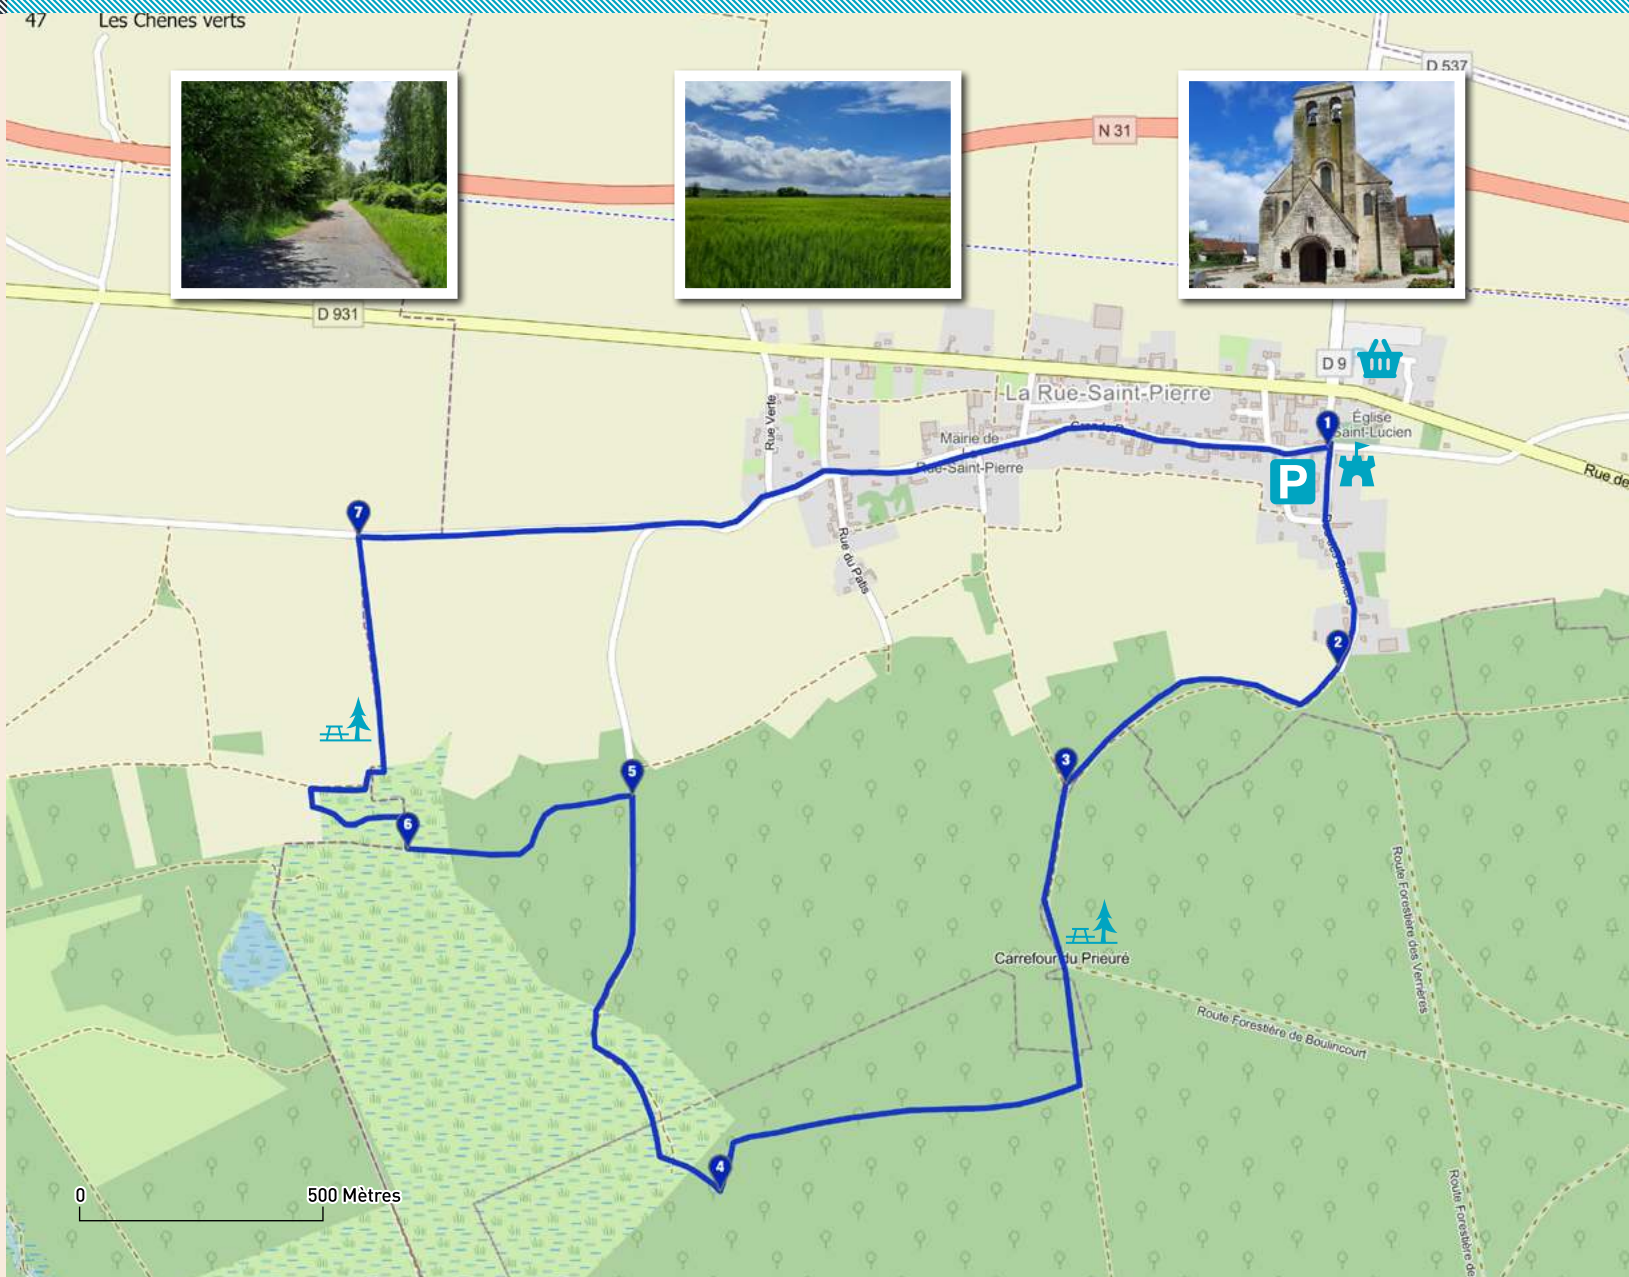 47 Les Chênes verts
D 537
N 31
D 931
D 9
La Rue-Saint-Pierre
Église
Saint-Lucien
1
Rue Verte
Mairie de
Rue-Saint-Pierre
P
Rue de
7
Rue du Patis
2
3
5
6
Carrefour du Prieuré
Route Forestière des Verrières
Route Forestière de Boulincourt
4
Route Forestière de
0 500 Mètres